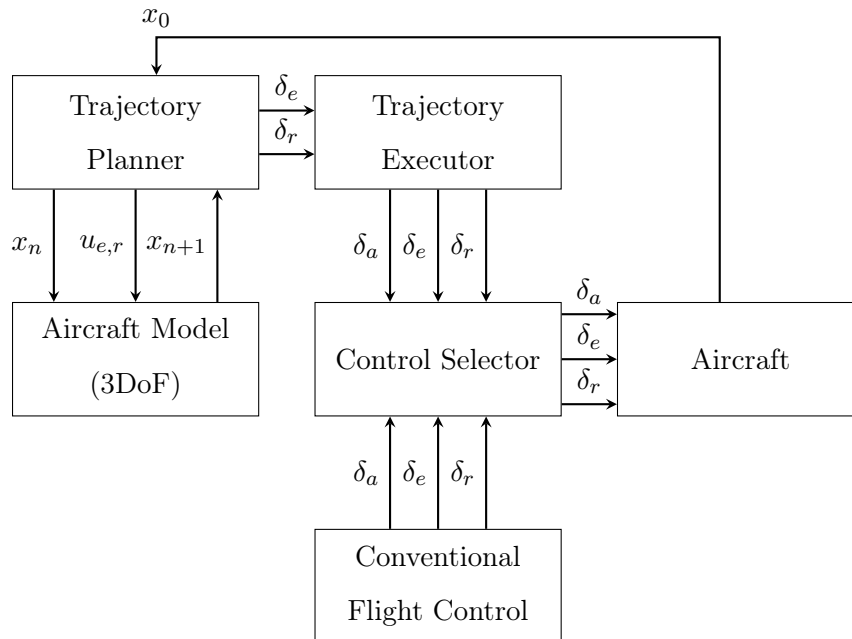 x_0
Trajectory
Planner
δ_e
δ_r
Trajectory
Executor
x_n
u_{e,r}
x_{n+1}
δ_a
δ_e
δ_r
Aircraft Model
(3DoF)
Control Selector
δ_a
δ_e
δ_r
Aircraft
δ_a
δ_e
δ_r
Conventional
Flight Control